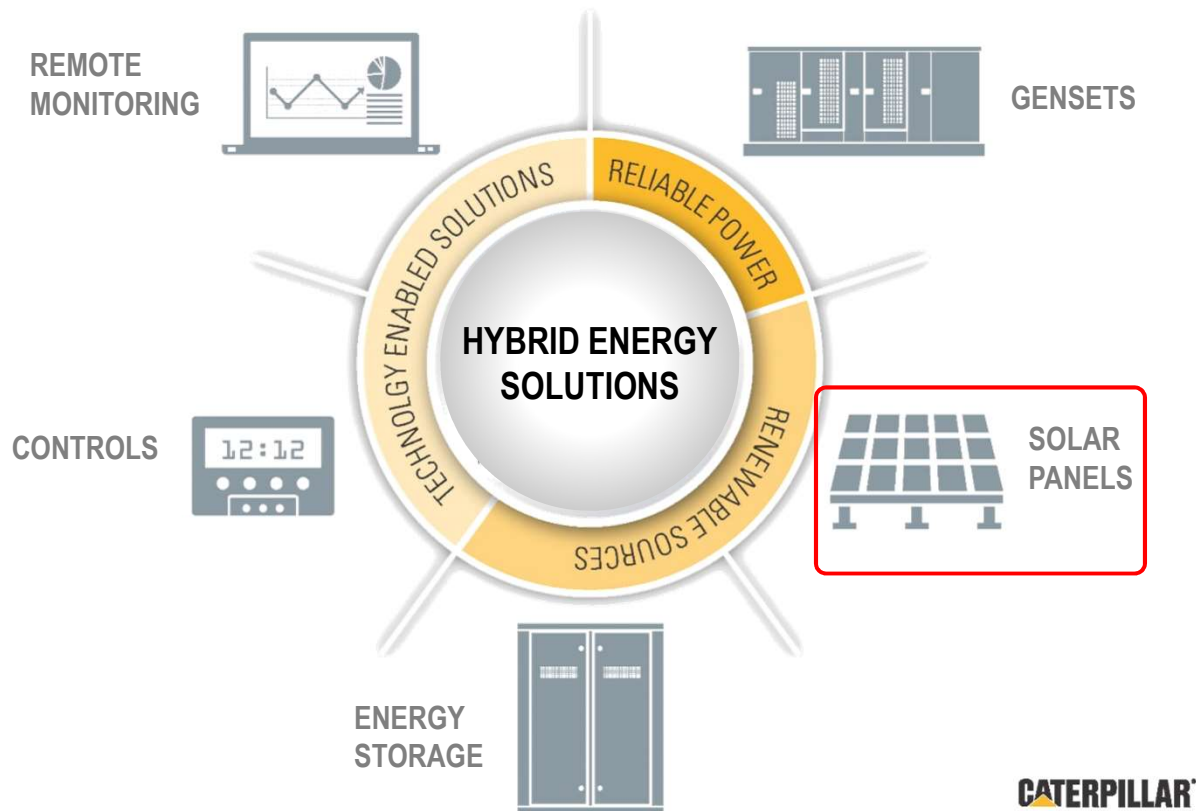 REMOTE
MONITORING
GENSETS
TECHNOLGY ENABLED SOLUTIONS
RELIABLE POWER
HYBRID ENERGY
SOLUTIONS
CONTROLS
12:12
SOLAR
PANELS
RENEWABLE SOURCES
ENERGY
STORAGE
CATERPILLAR®